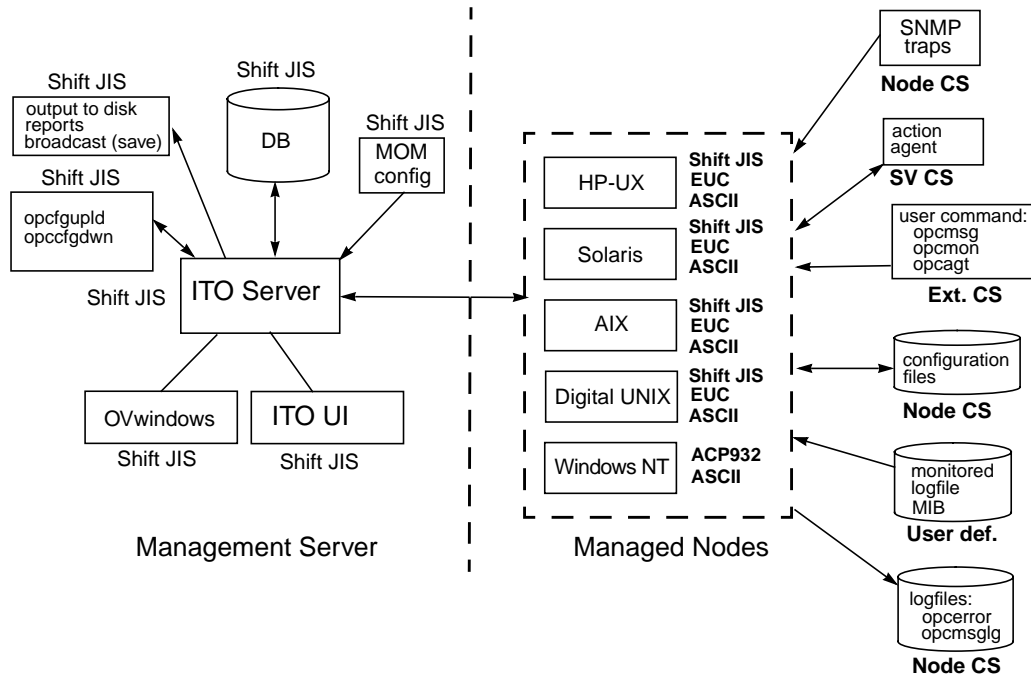 Shift JIS
output to disk
reports
broadcast (save)
Shift JIS
opcfgupld
opccfgdwn
Shift JIS
DB
Shift JIS
MOM
config
Shift JIS
ITO Server
OVwindows
Shift JIS
ITO UI
Shift JIS
Management Server
HP-UX
Shift JIS
EUC
ASCII
Solaris
Shift JIS
EUC
ASCII
AIX
Shift JIS
EUC
ASCII
Digital UNIX
Shift JIS
EUC
ASCII
Windows NT
ACP932
ASCII
Managed Nodes
SNMP
traps
Node CS
action
agent
SV CS
user command:
opcmsg
opcmon
opcagt
Ext. CS
configuration
files
Node CS
monitored
logfile
MIB
User def.
logfiles:
opcerror
opcmsglg
Node CS